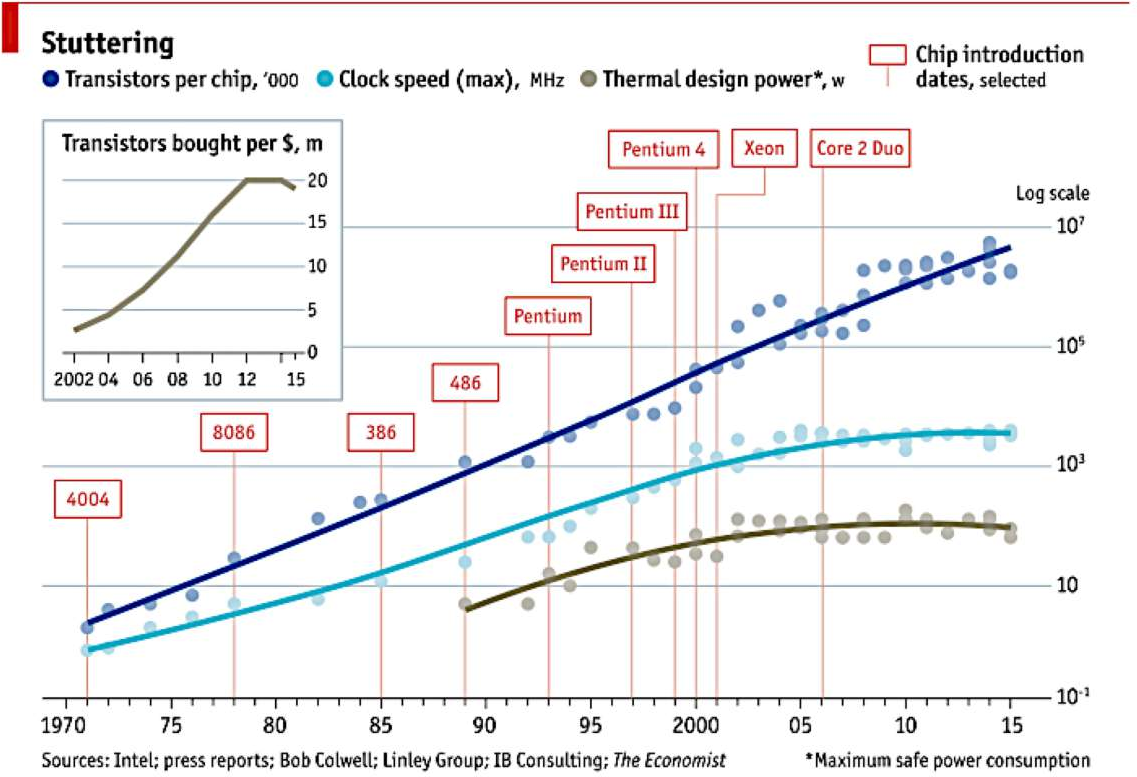 Stuttering
Transistors per chip, ’000 Clock speed (max), MHz Thermal design power*, w
Chip introduction
dates, selected
Transistors bought per $, m
20
15
10
5
0
2002 04 06 08 10 12 15
Pentium 4 Xeon Core 2 Duo
Pentium III
Pentium II
Pentium
486
8086 386
4004
Log scale
10⁷
10⁵
10³
10
10⁻¹
1970 75 80 85 90 95 2000 05 10 15
Sources: Intel; press reports; Bob Colwell; Linley Group; IB Consulting; The Economist *Maximum safe power consumption